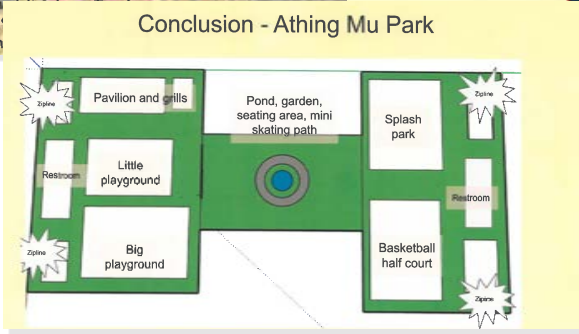 Conclusion - Athing Mu Park
Zipline
Pavilion and grills
Pond, garden,
seating area, mini
skating path
Splash
park
Zipline
Restroom
Little
playground
Restroom
Zipline
Big
playground
Basketball
half court
Zipline